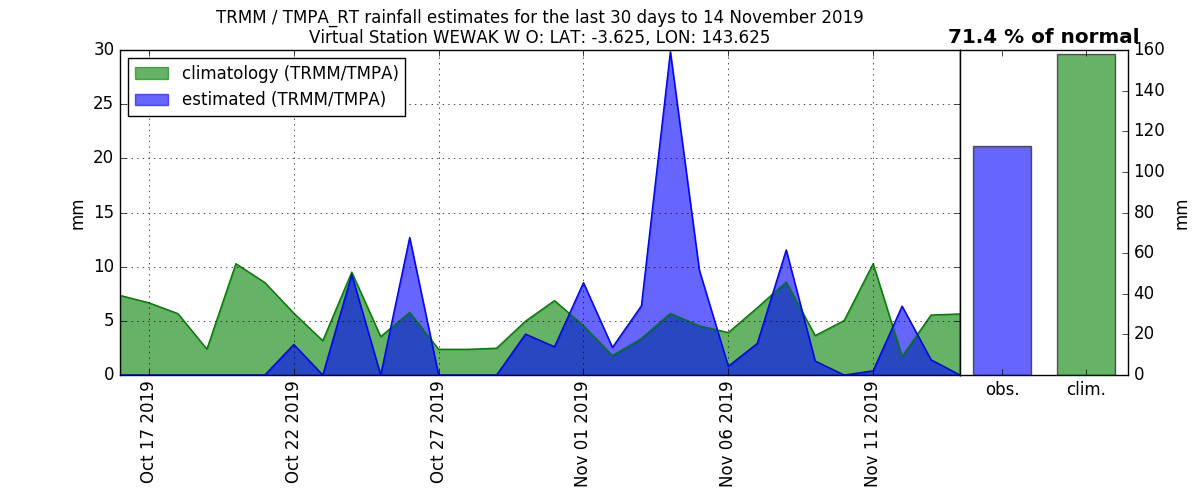 TRMM / TMPA_RT rainfall estimates for the last 30 days to 14 November 2019
Virtual Station WEWAK W O: LAT: -3.625, LON: 143.625
71.4 % of normal
climatology (TRMM/TMPA)
estimated (TRMM/TMPA)
30
25
20
15
10
5
0
mm
Oct 17 2019
Oct 22 2019
Oct 27 2019
Nov 01 2019
Nov 06 2019
Nov 11 2019
obs.
clim.
160
140
120
100
80
60
40
20
0
mm